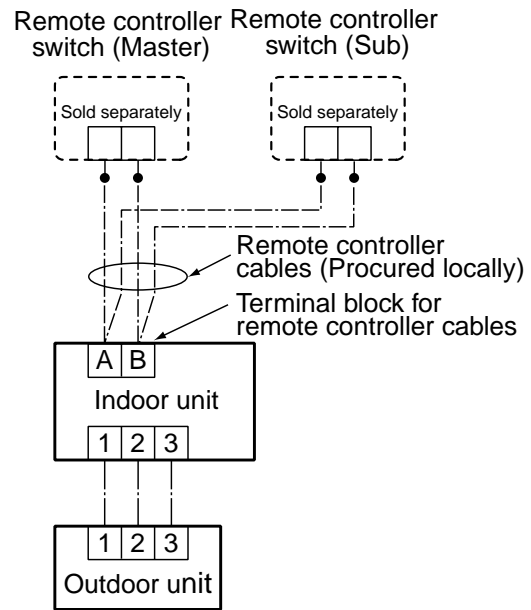 Remote controller
switch (Master)
Remote controller
switch (Sub)
Sold separately
Sold separately
Remote controller
cables (Procured locally)
Terminal block for
remote controller cables
A B
Indoor unit
1 2 3
1 2 3
Outdoor unit